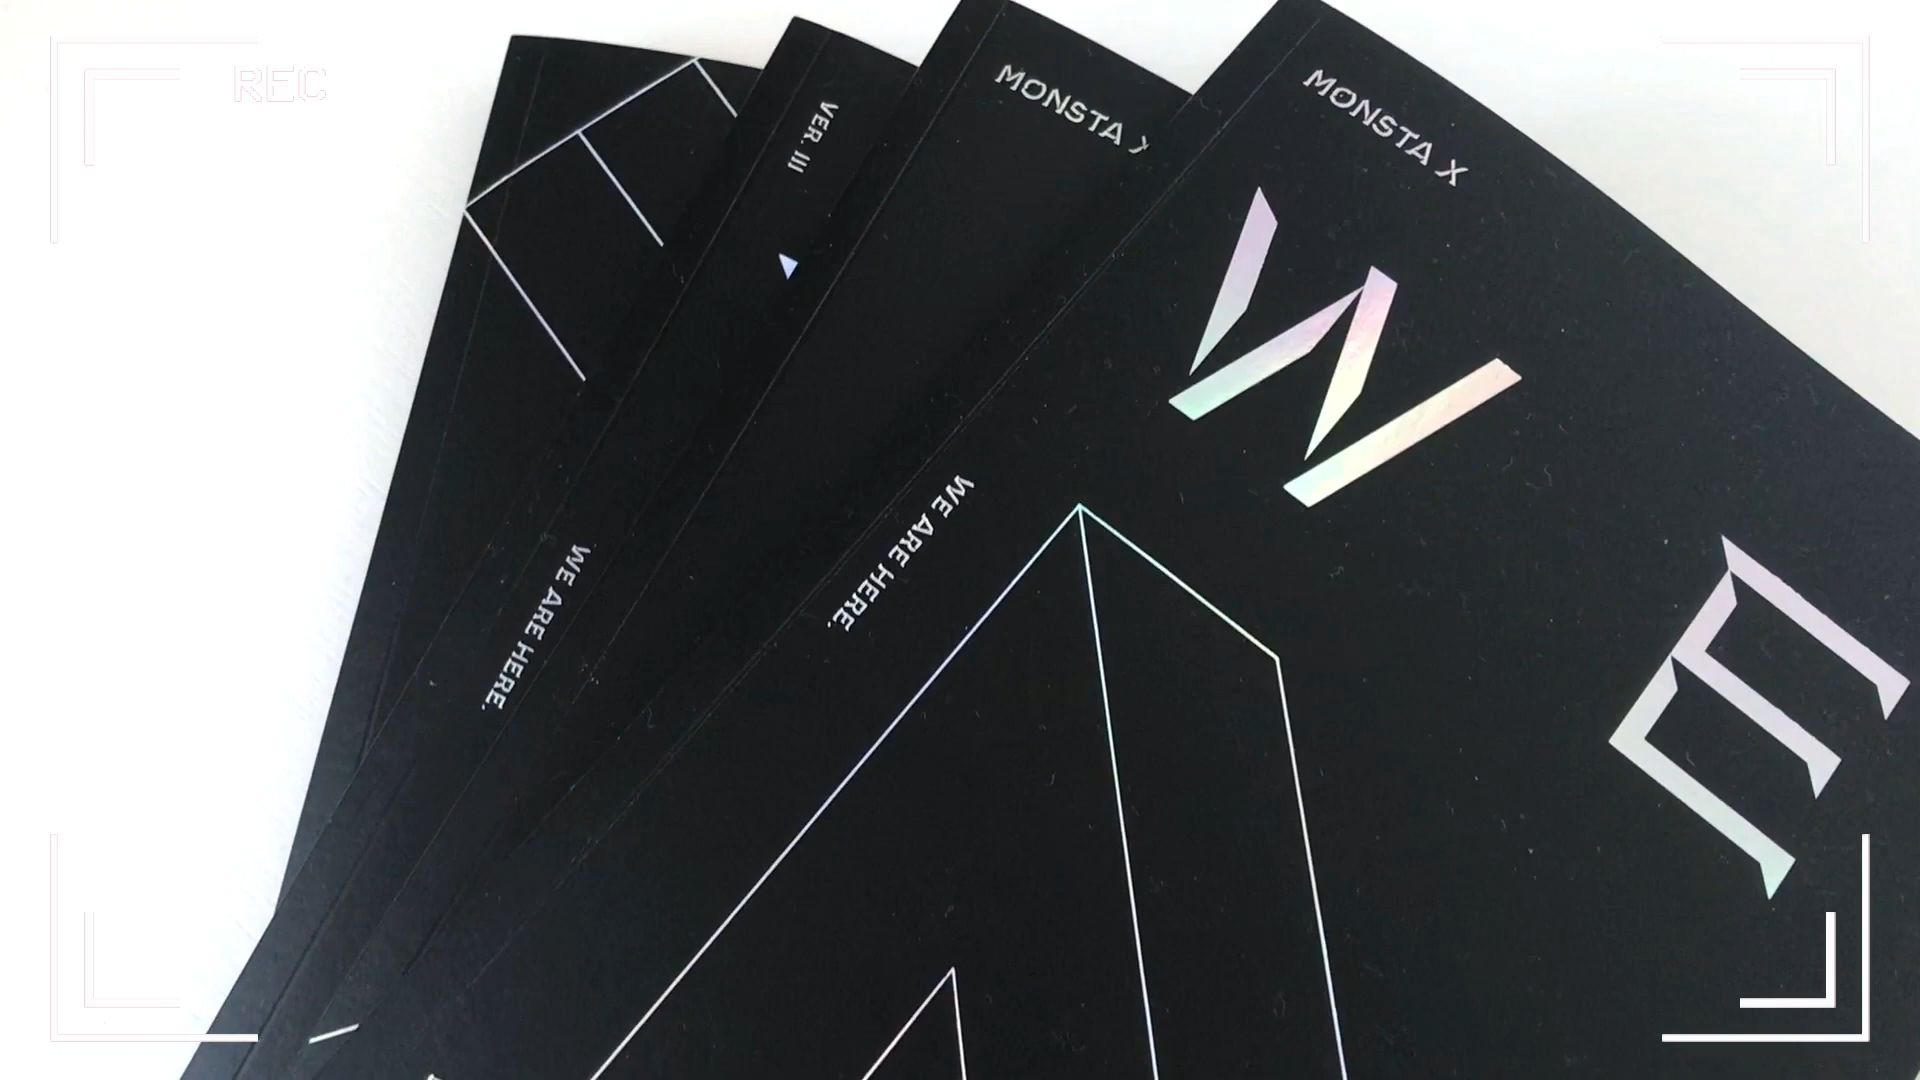 REC
VER. III
MONSTA X
MONSTA X
W
E
WE ARE HERE.
WE ARE HERE.